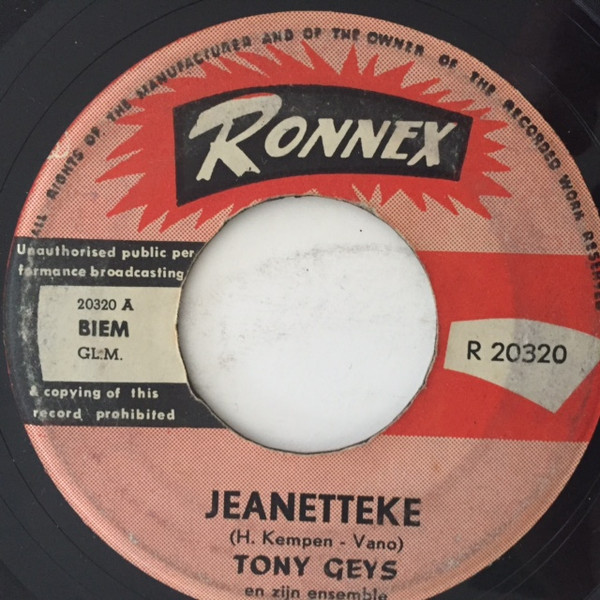 ALL RIGHTS OF THE MANUFACTURER AND OF THE OWNER OF THE RECORDED WORK RESERVED
RONNEX
Unauthorised public per
formance broadcasting
20320 A
BIEM
GL.M.
R 20320
& copying of this
record prohibited
JEANETTEKE
(H. Kempen - Vano)
TONY GEYS
en zijn ensemble